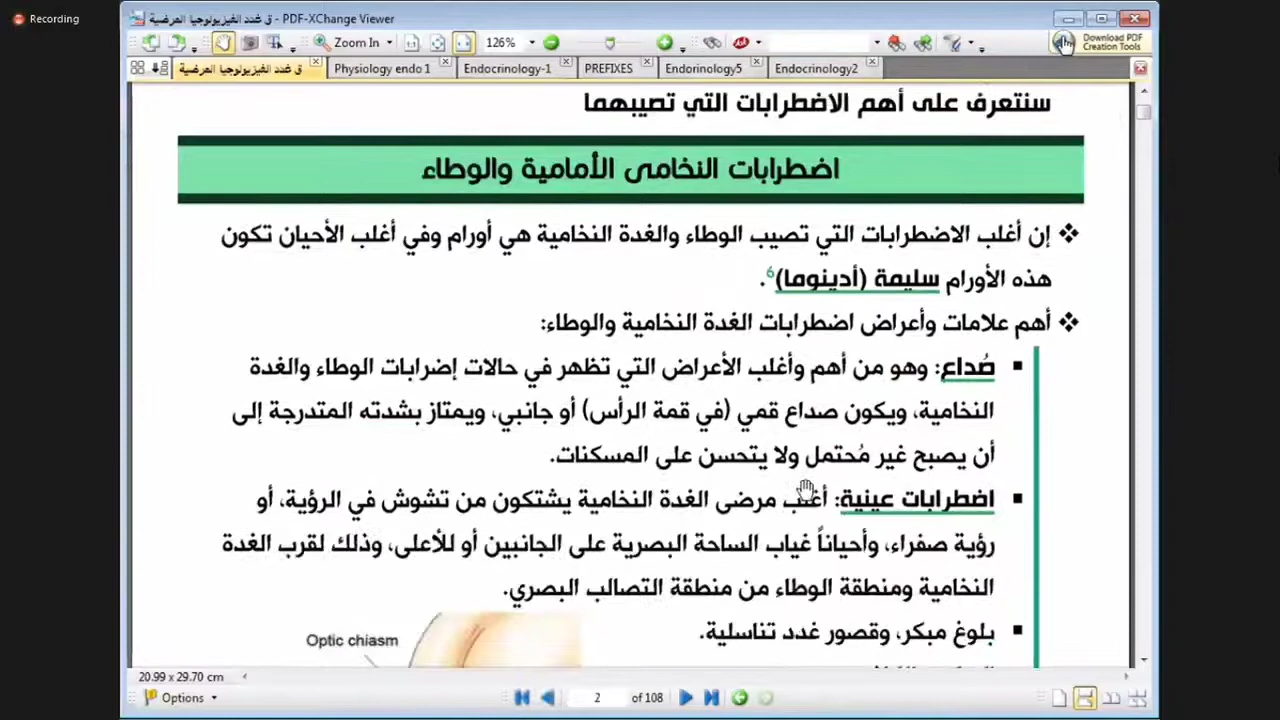 Recording
ق غدد الفيزيولوجيا المرضية - PDF-XChange Viewer
Zoom In
126%
Download PDF
Creation Tools
ق غدد الفيزيولوجيا المرضية
Physiology endo 1
Endocrinology-1
PREFIXES
Endorinology5
Endocrinology2
سنتعرف على أهم الاضطرابات التي تصيبهما
اضطرابات النخامى الأمامية والوطاء
❖ إن أغلب الاضطرابات التي تصيب الوطاء والغدة النخامية هي أورام وفي أغلب الأحيان تكون
هذه الأورام سليمة (أدينوما)6.
❖ أهم علامات وأعراض اضطرابات الغدة النخامية والوطاء:
▪ صُداع: وهو من أهم وأغلب الأعراض التي تظهر في حالات إضرابات الوطاء والغدة
النخامية، ويكون صداع قمي (في قمة الرأس) أو جانبي، ويمتاز بشدته المتدرجة إلى
أن يصبح غير مُحتمل ولا يتحسن على المسكنات.
▪ اضطرابات عينية: أغلب مرضى الغدة النخامية يشتكون من تشوش في الرؤية، أو
رؤية صفراء، وأحياناً غياب الساحة البصرية على الجانبين أو للأعلى، وذلك لقرب الغدة
النخامية ومنطقة الوطاء من منطقة التصالب البصري.
▪ بلوغ مبكر، وقصور غدد تناسلية.
Optic chiasm
20.99 x 29.70 cm
Options
2
of 108